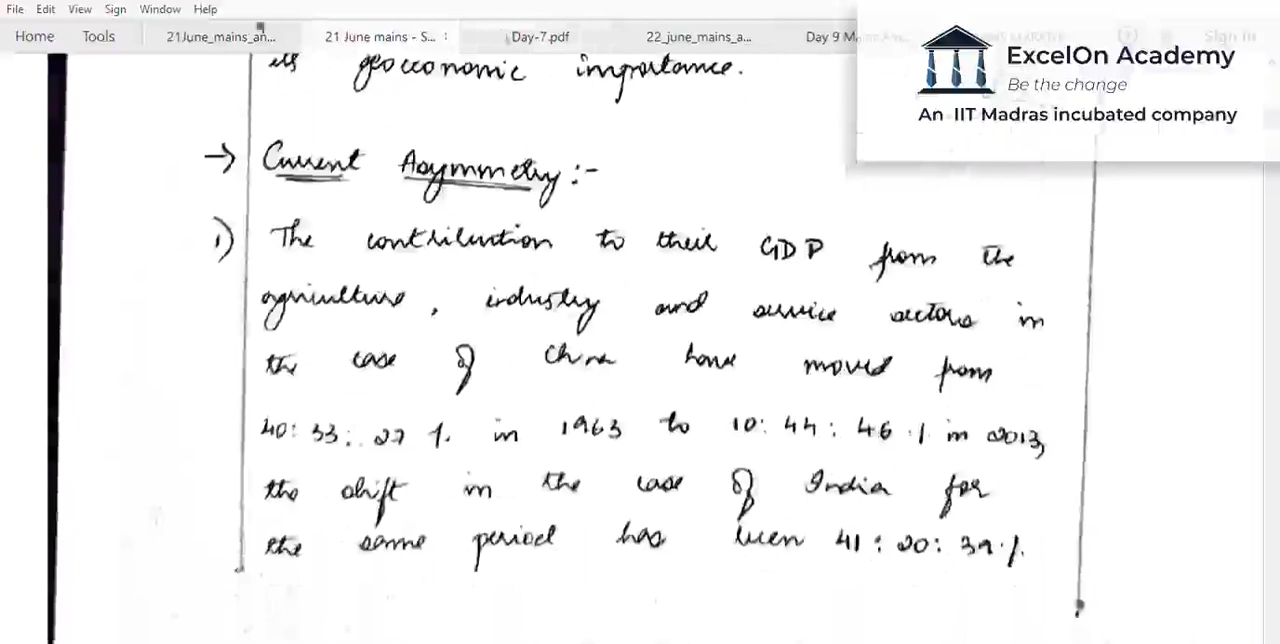 File Edit View Sign Window Help
Home Tools 21June_mains_an... 21 June mains - S... Day-7.pdf 22_june_mains_a... Day 9 M
ExcelOn Academy
Be the change
An IIT Madras incubated company
its geoeconomic importance.
→ Current Asymmetry :-
1) The contribution to their GDP from the
agriculture, industry and service sectors in
the case of China have moved from
40: 33: 27 %. in 1963 to 10: 44: 46 %. in 2013,
the shift in the case of India for
the same period has been 41: 20: 39 %.